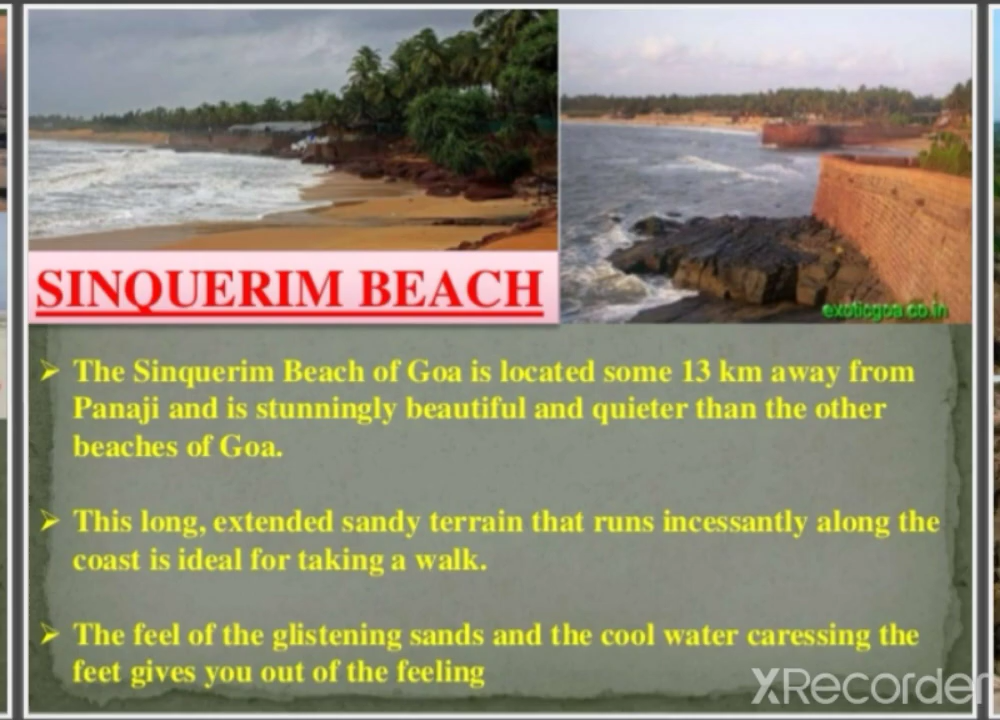 SINQUERIM BEACH
exoticgoa.co.in
➢ The Sinquerim Beach of Goa is located some 13 km away from
Panaji and is stunningly beautiful and quieter than the other
beaches of Goa.
➢ This long, extended sandy terrain that runs incessantly along the
coast is ideal for taking a walk.
➢ The feel of the glistening sands and the cool water caressing the
feet gives you out of the feeling
XRecorder